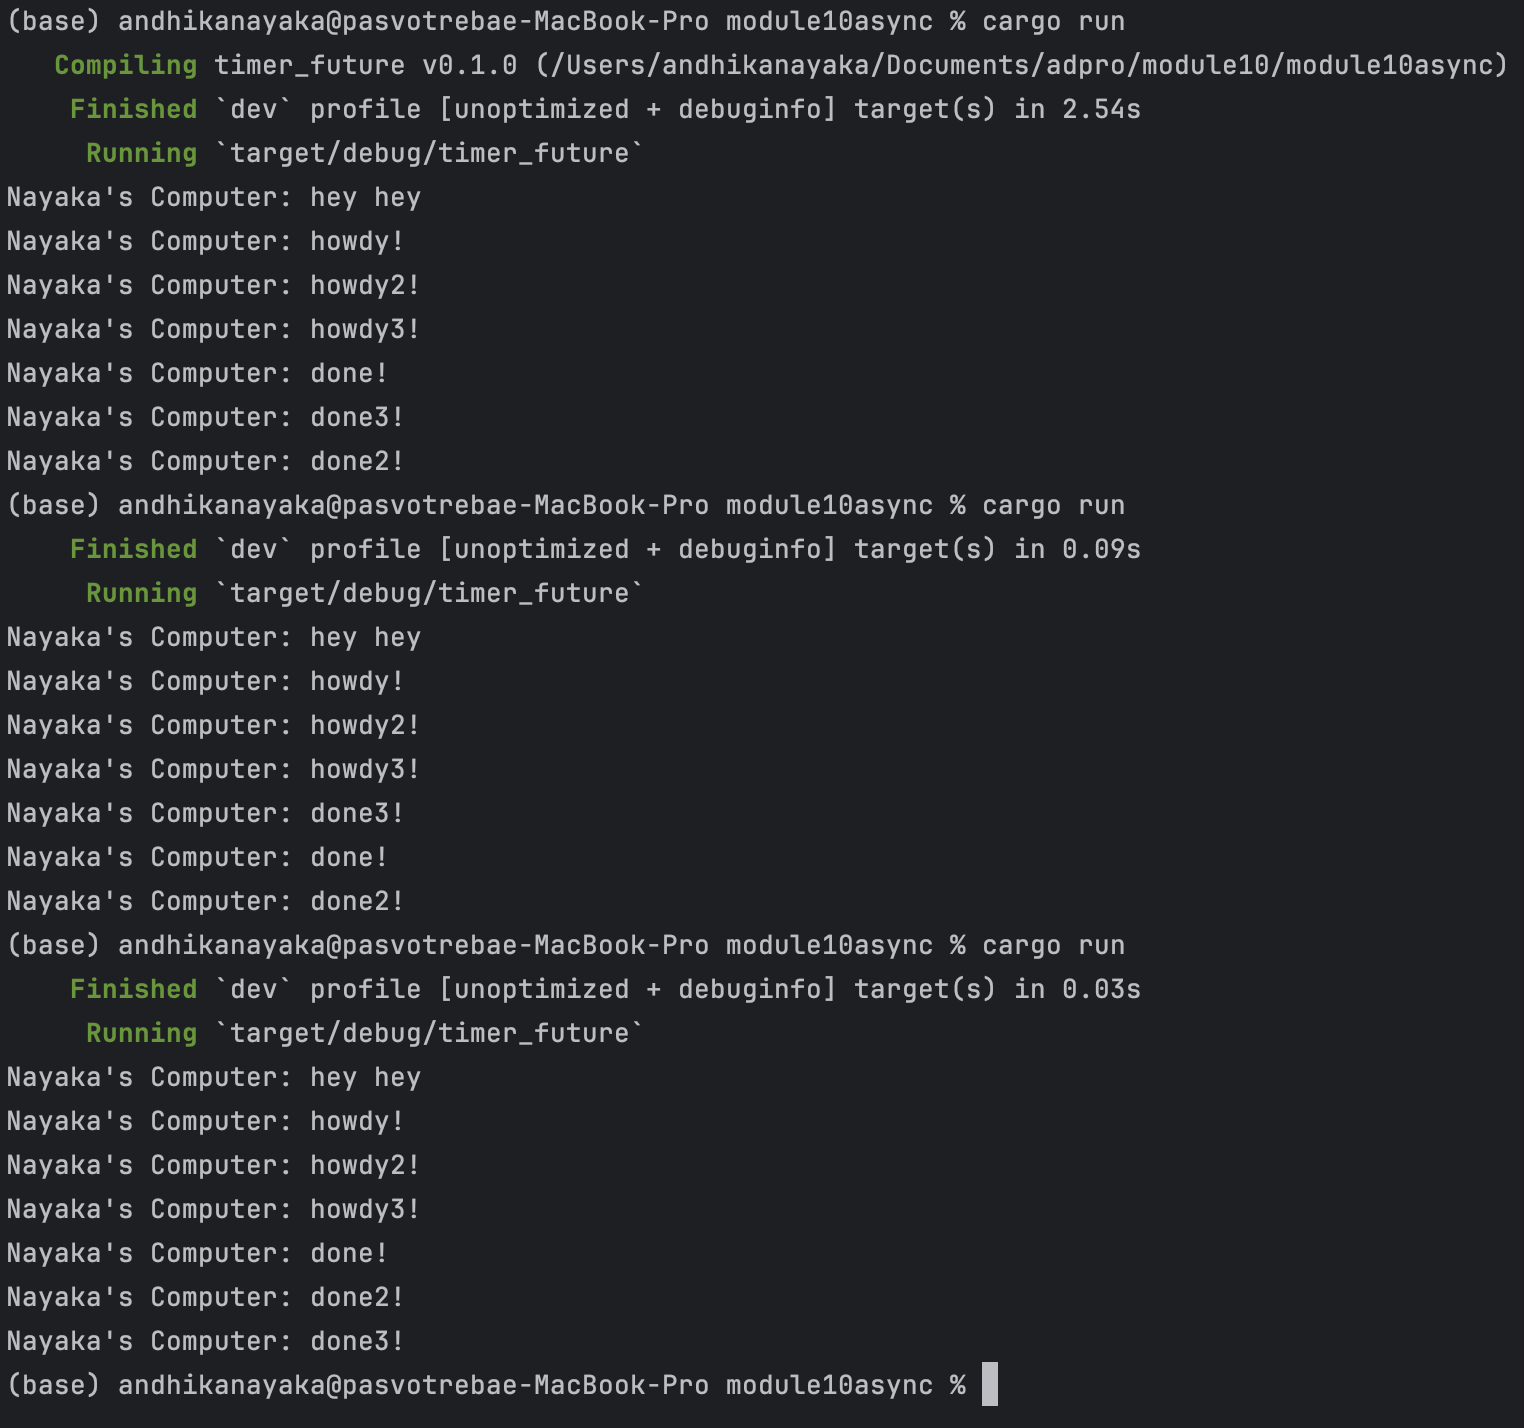 (base) andhikanayaka@pasvotrebae-MacBook-Pro module10async % cargo run
   Compiling timer_future v0.1.0 (/Users/andhikanayaka/Documents/adpro/module10/module10async)
    Finished `dev` profile [unoptimized + debuginfo] target(s) in 2.54s
     Running `target/debug/timer_future`
Nayaka's Computer: hey hey
Nayaka's Computer: howdy!
Nayaka's Computer: howdy2!
Nayaka's Computer: howdy3!
Nayaka's Computer: done!
Nayaka's Computer: done3!
Nayaka's Computer: done2!
(base) andhikanayaka@pasvotrebae-MacBook-Pro module10async % cargo run
    Finished `dev` profile [unoptimized + debuginfo] target(s) in 0.09s
     Running `target/debug/timer_future`
Nayaka's Computer: hey hey
Nayaka's Computer: howdy!
Nayaka's Computer: howdy2!
Nayaka's Computer: howdy3!
Nayaka's Computer: done3!
Nayaka's Computer: done!
Nayaka's Computer: done2!
(base) andhikanayaka@pasvotrebae-MacBook-Pro module10async % cargo run
    Finished `dev` profile [unoptimized + debuginfo] target(s) in 0.03s
     Running `target/debug/timer_future`
Nayaka's Computer: hey hey
Nayaka's Computer: howdy!
Nayaka's Computer: howdy2!
Nayaka's Computer: howdy3!
Nayaka's Computer: done!
Nayaka's Computer: done2!
Nayaka's Computer: done3!
(base) andhikanayaka@pasvotrebae-MacBook-Pro module10async %